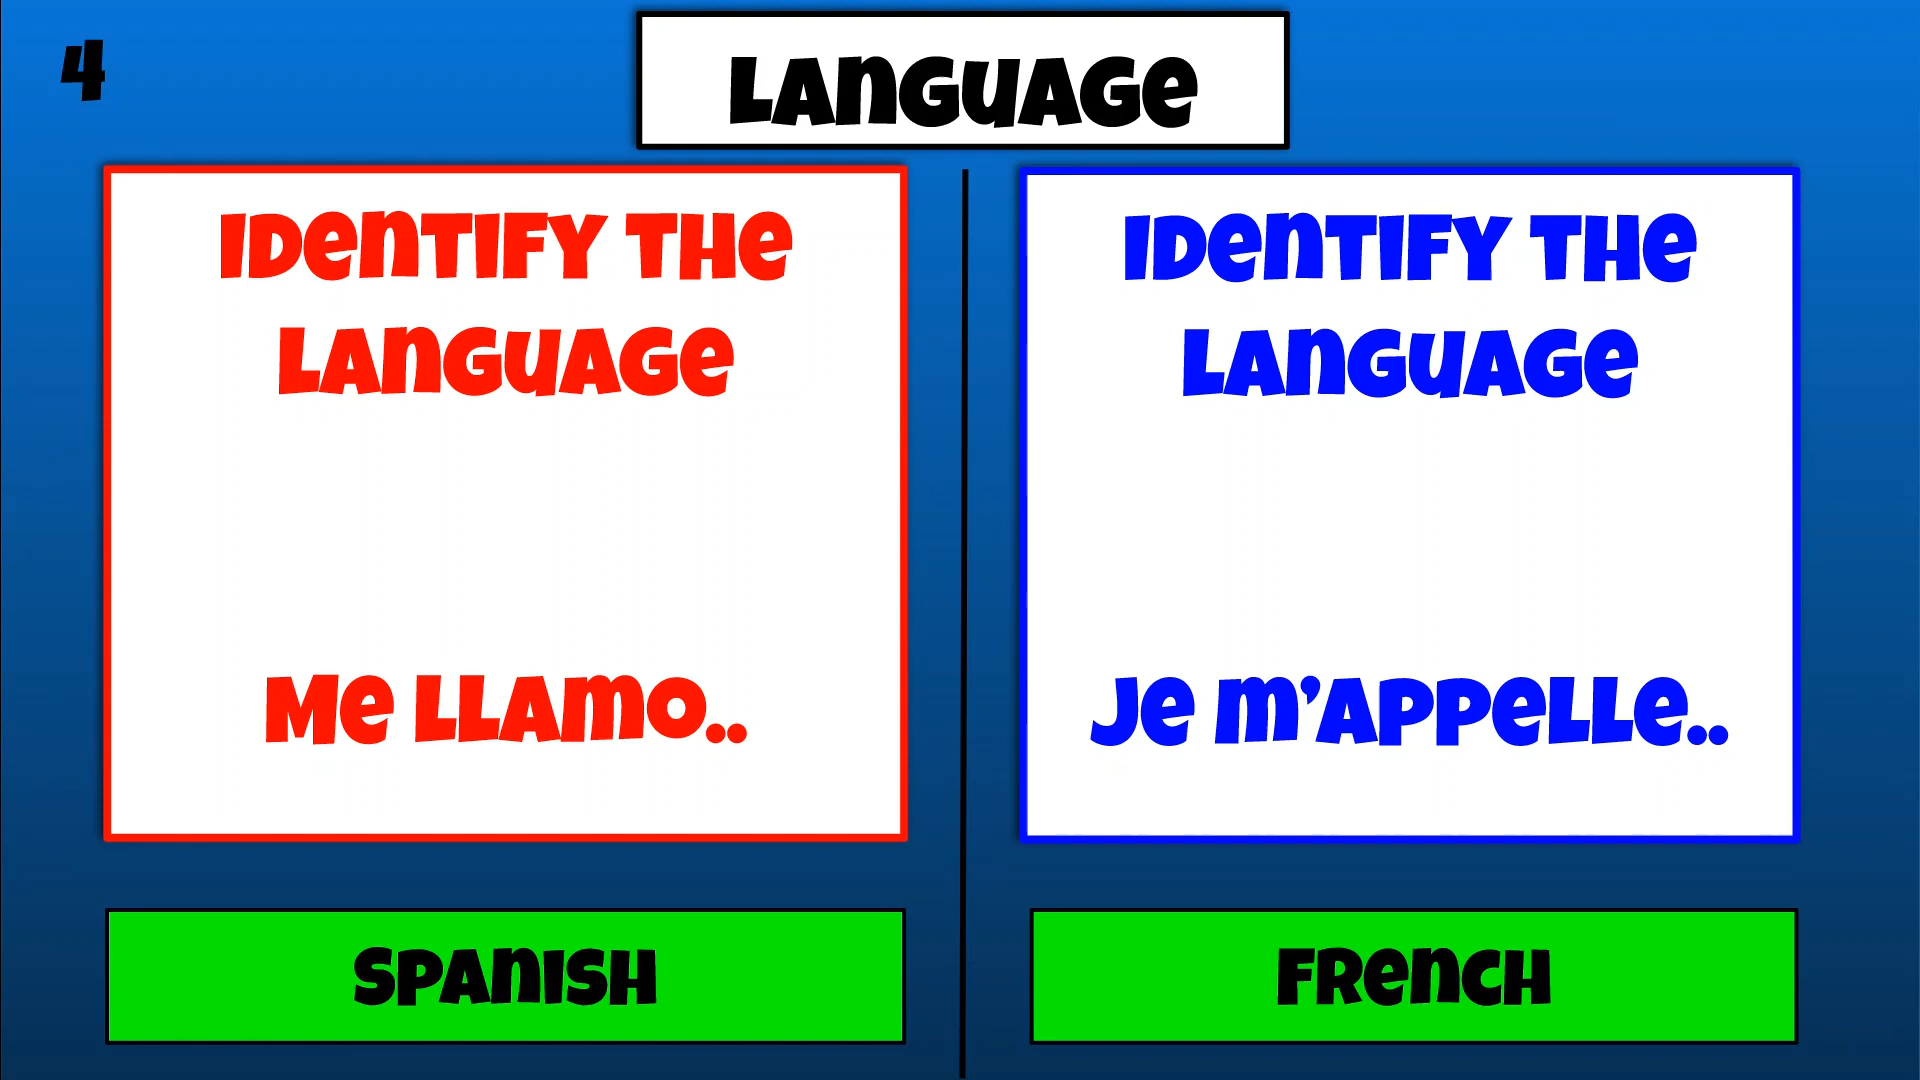 4
LANGUAGE
IDENTIFY THE
LANGUAGE
ME LLAMO..
SPANISH
IDENTIFY THE
LANGUAGE
JE M'APPELLE..
FRENCH